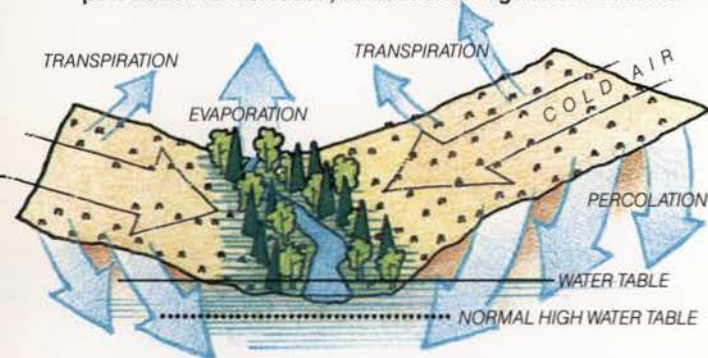 TRANSPIRATION
TRANSPIRATION
EVAPORATION
COLD AIR
PERCOLATION
WATER TABLE
NORMAL HIGH WATER TABLE